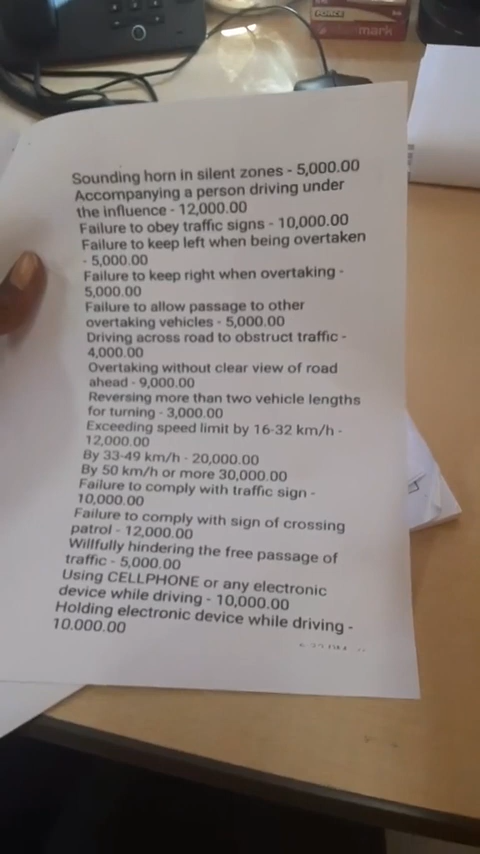 FORCE
mark
Sounding horn in silent zones - 5,000.00
Accompanying a person driving under
the influence - 12,000.00
Failure to obey traffic signs - 10,000.00
Failure to keep left when being overtaken
- 5,000.00
Failure to keep right when overtaking -
5,000.00
Failure to allow passage to other
overtaking vehicles - 5,000.00
Driving across road to obstruct traffic -
4,000.00
Overtaking without clear view of road
ahead - 9,000.00
Reversing more than two vehicle lengths
for turning - 3,000.00
Exceeding speed limit by 16-32 km/h -
12,000.00
By 33-49 km/h - 20,000.00
By 50 km/h or more 30,000.00
Failure to comply with traffic sign -
10,000.00
Failure to comply with sign of crossing
patrol - 12,000.00
Willfully hindering the free passage of
traffic - 5,000.00
Using CELLPHONE or any electronic
device while driving - 10,000.00
Holding electronic device while driving -
10.000.00